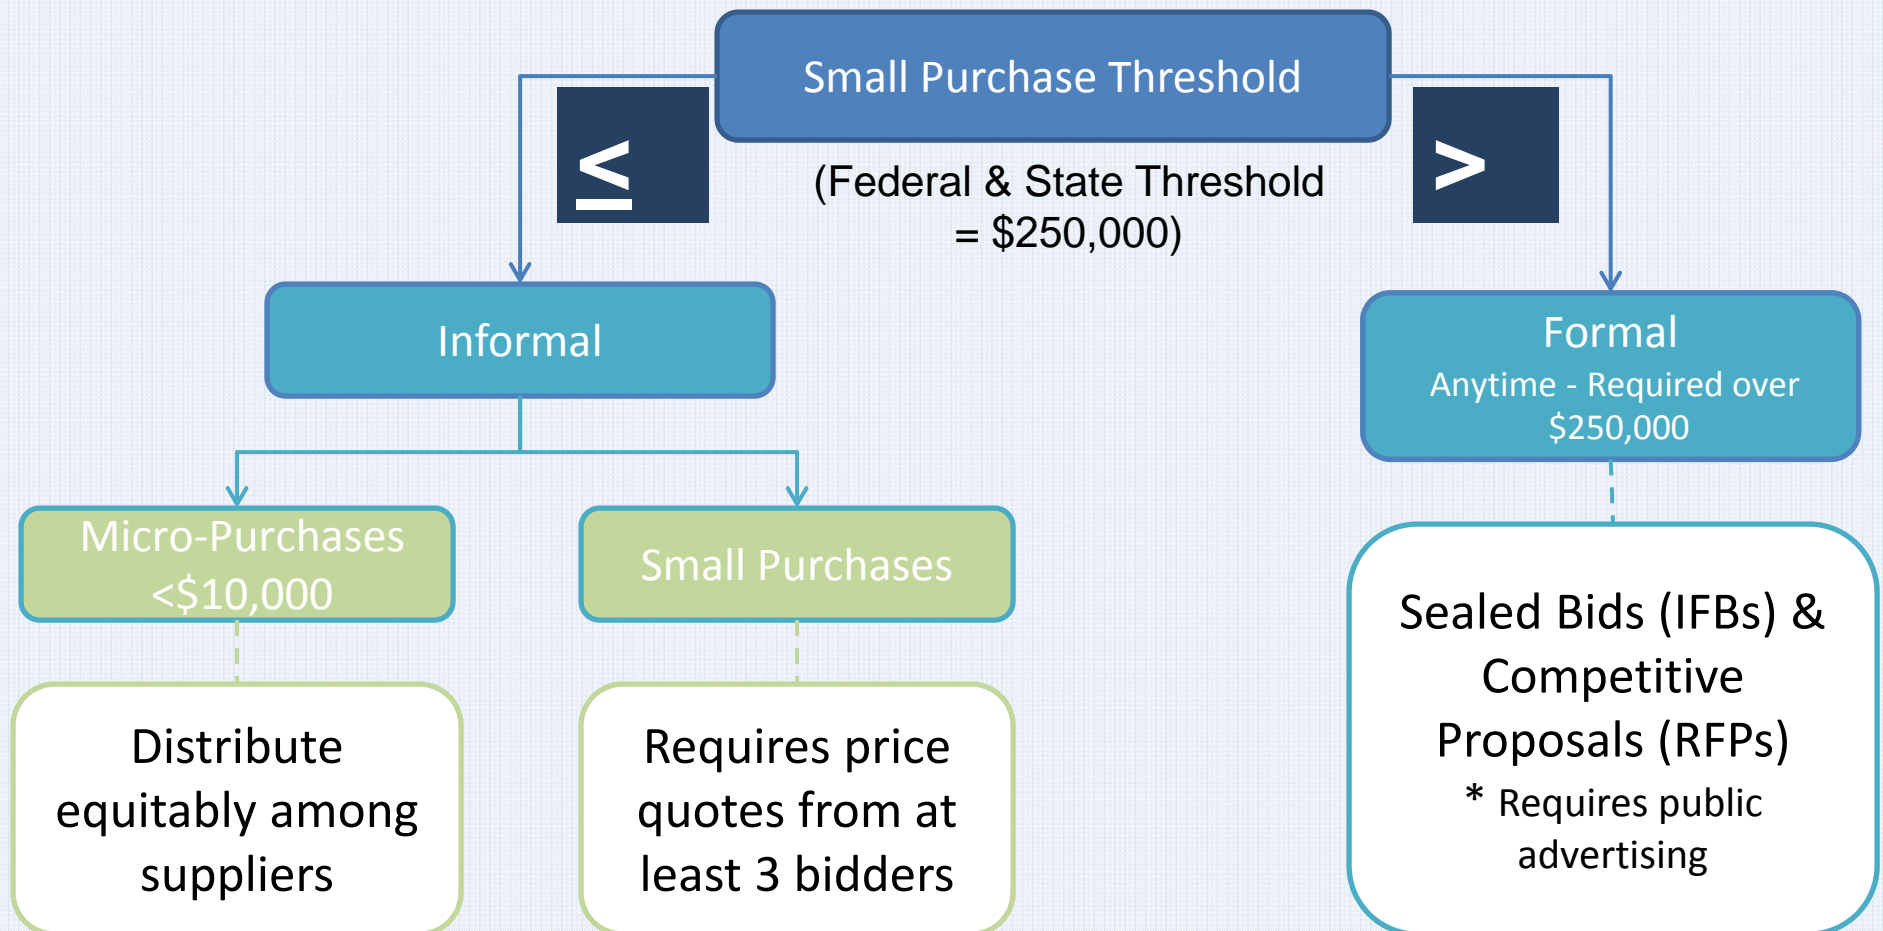 Small Purchase Threshold
≤
>
(Federal & State Threshold
= $250,000)
Informal
Formal
Anytime - Required over
$250,000
Micro-Purchases
<$10,000
Small Purchases
Distribute
equitably among
suppliers
Requires price
quotes from at
least 3 bidders
Sealed Bids (IFBs) &
Competitive
Proposals (RFPs)
* Requires public
advertising